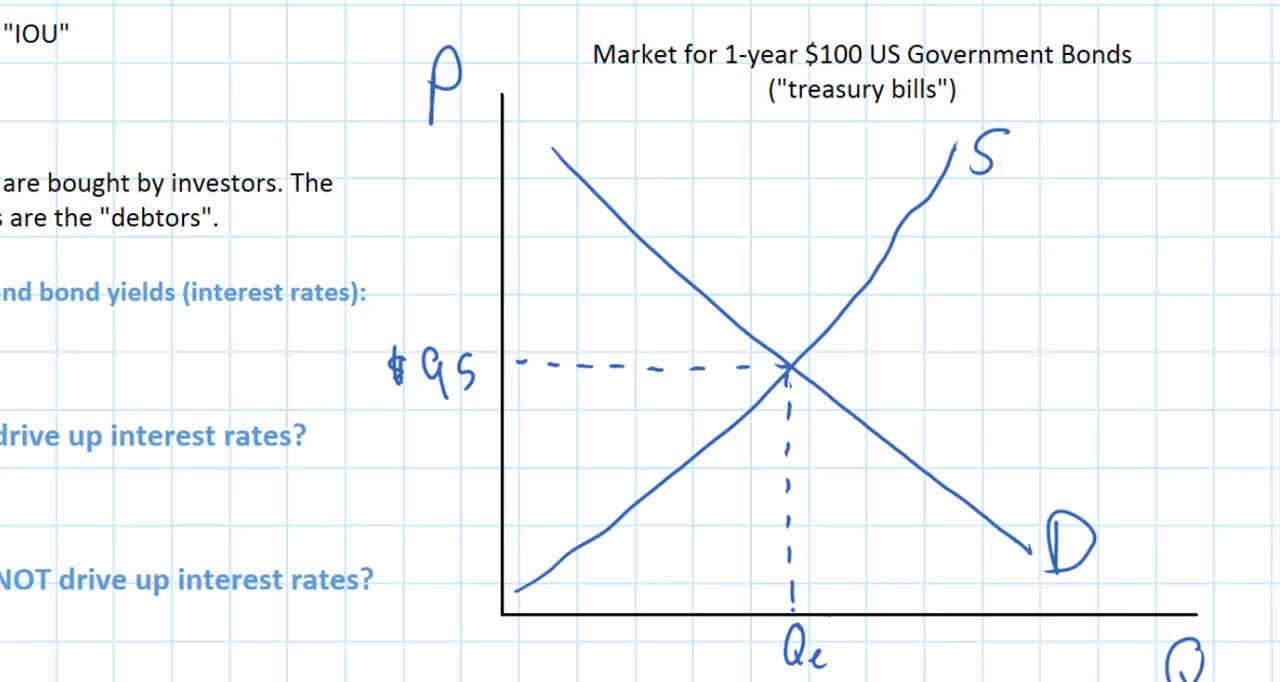 "IOU"
are bought by investors. The
s are the "debtors".
nd bond yields (interest rates):
drive up interest rates?
NOT drive up interest rates?
Market for 1-year $100 US Government Bonds
("treasury bills")
P
S
$95
D
Qe
Q